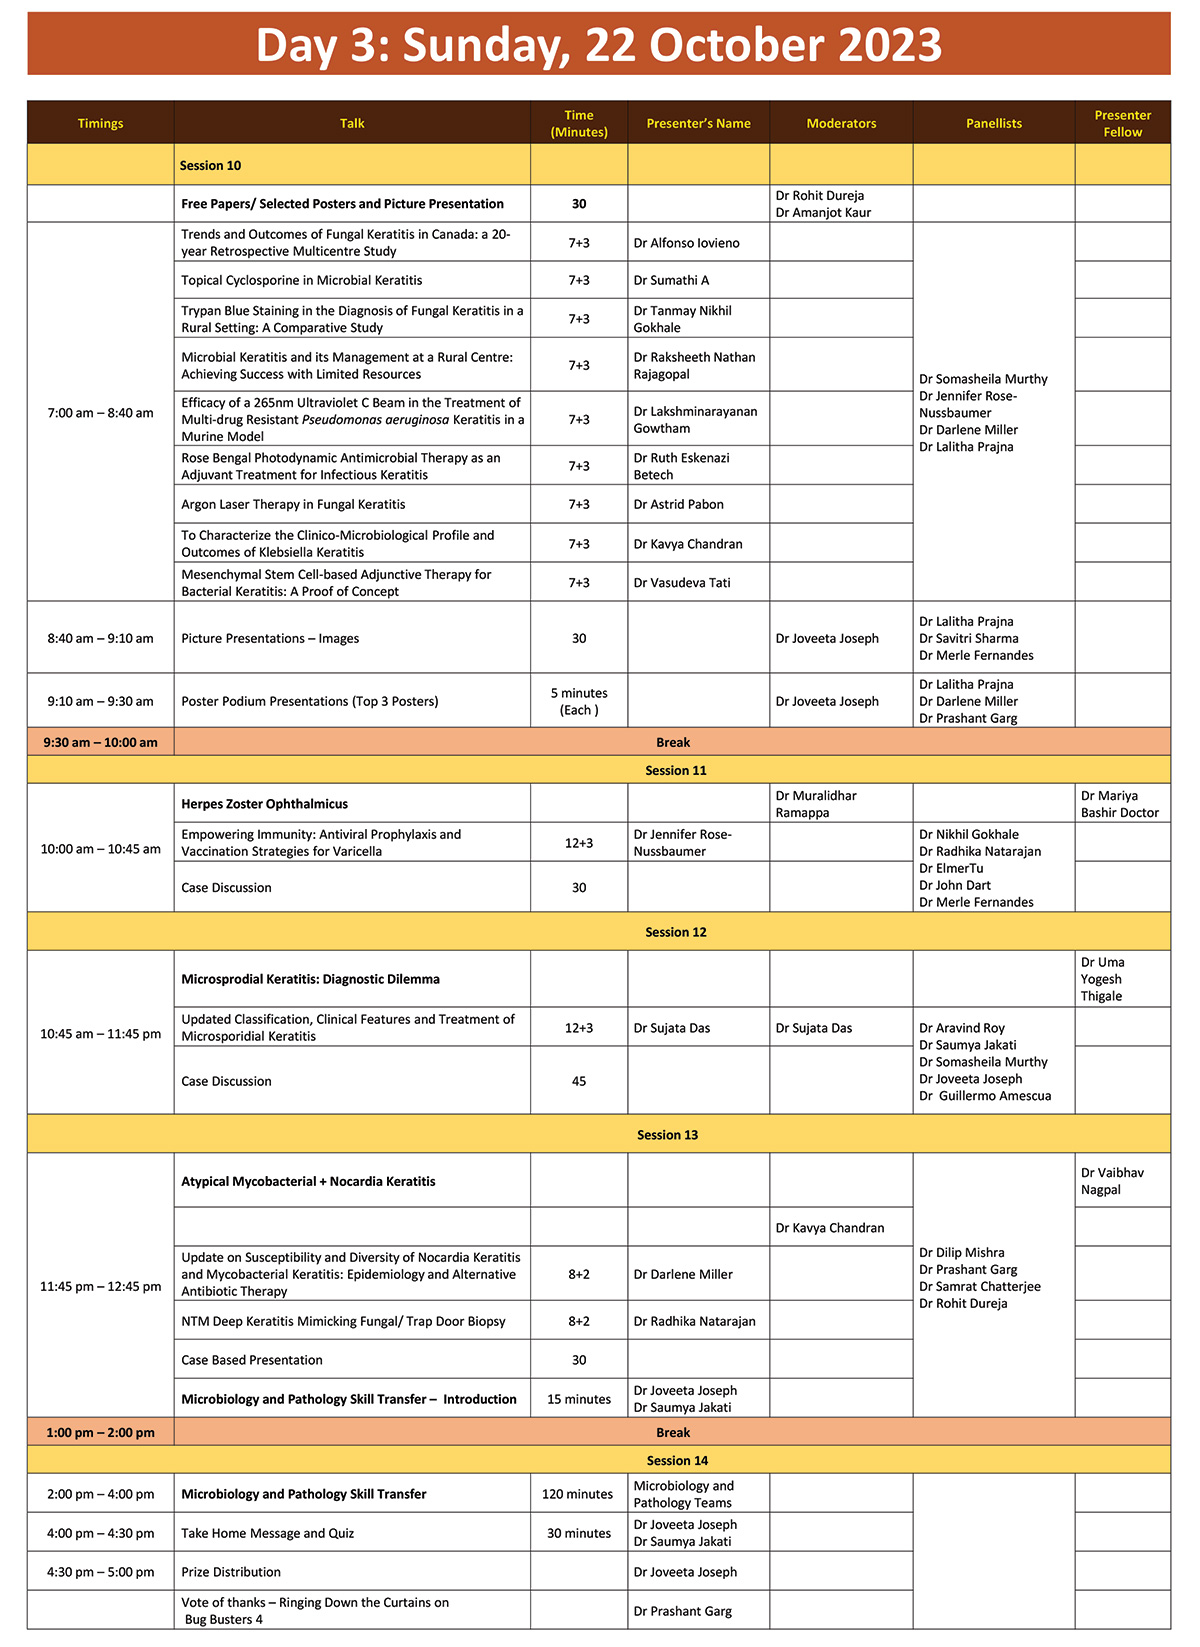 Day 3: Sunday, 22 October 2023
Timings
Talk
Time
(Minutes)
Presenter's Name
Moderators
Panellists
Presenter
Fellow
Session 10
Free Papers/ Selected Posters and Picture Presentation
30
Dr Rohit Dureja
Dr Amanjot Kaur
7:00 am – 8:40 am
Trends and Outcomes of Fungal Keratitis in Canada: a 20-
year Retrospective Multicentre Study
7+3
Dr Alfonso Iovieno
Topical Cyclosporine in Microbial Keratitis
7+3
Dr Sumathi A
Trypan Blue Staining in the Diagnosis of Fungal Keratitis in a
Rural Setting: A Comparative Study
7+3
Dr Tanmay Nikhil
Gokhale
Microbial Keratitis and its Management at a Rural Centre:
Achieving Success with Limited Resources
7+3
Dr Raksheeth Nathan
Rajagopal
Efficacy of a 265nm Ultraviolet C Beam in the Treatment of
Multi-drug Resistant Pseudomonas aeruginosa Keratitis in a
Murine Model
7+3
Dr Lakshminarayanan
Gowtham
Rose Bengal Photodynamic Antimicrobial Therapy as an
Adjuvant Treatment for Infectious Keratitis
7+3
Dr Ruth Eskenazi
Betech
Argon Laser Therapy in Fungal Keratitis
7+3
Dr Astrid Pabon
To Characterize the Clinico-Microbiological Profile and
Outcomes of Klebsiella Keratitis
7+3
Dr Kavya Chandran
Mesenchymal Stem Cell-based Adjunctive Therapy for
Bacterial Keratitis: A Proof of Concept
7+3
Dr Vasudeva Tati
Dr Somasheila Murthy
Dr Jennifer Rose-
Nussbaumer
Dr Darlene Miller
Dr Lalitha Prajna
8:40 am – 9:10 am
Picture Presentations – Images
30
Dr Joveeta Joseph
Dr Lalitha Prajna
Dr Savitri Sharma
Dr Merle Fernandes
9:10 am – 9:30 am
Poster Podium Presentations (Top 3 Posters)
5 minutes
(Each )
Dr Joveeta Joseph
Dr Lalitha Prajna
Dr Darlene Miller
Dr Prashant Garg
9:30 am – 10:00 am
Break
Session 11
10:00 am – 10:45 am
Herpes Zoster Ophthalmicus
Dr Muralidhar
Ramappa
Dr Mariya
Bashir Doctor
Empowering Immunity: Antiviral Prophylaxis and
Vaccination Strategies for Varicella
12+3
Dr Jennifer Rose-
Nussbaumer
Case Discussion
30
Dr Nikhil Gokhale
Dr Radhika Natarajan
Dr ElmerTu
Dr John Dart
Dr Merle Fernandes
Session 12
10:45 am – 11:45 pm
Microsprodial Keratitis: Diagnostic Dilemma
Dr Uma
Yogesh
Thigale
Updated Classification, Clinical Features and Treatment of
Microsporidial Keratitis
12+3
Dr Sujata Das
Dr Sujata Das
Case Discussion
45
Dr Aravind Roy
Dr Saumya Jakati
Dr Somasheila Murthy
Dr Joveeta Joseph
Dr  Guillermo Amescua
Session 13
11:45 pm – 12:45 pm
Atypical Mycobacterial + Nocardia Keratitis
Dr Vaibhav
Nagpal
Dr Kavya Chandran
Update on Susceptibility and Diversity of Nocardia Keratitis
and Mycobacterial Keratitis: Epidemiology and Alternative
Antibiotic Therapy
8+2
Dr Darlene Miller
NTM Deep Keratitis Mimicking Fungal/ Trap Door Biopsy
8+2
Dr Radhika Natarajan
Case Based Presentation
30
Microbiology and Pathology Skill Transfer –  Introduction
15 minutes
Dr Joveeta Joseph
Dr Saumya Jakati
Dr Dilip Mishra
Dr Prashant Garg
Dr Samrat Chatterjee
Dr Rohit Dureja
1:00 pm – 2:00 pm
Break
Session 14
2:00 pm – 4:00 pm
Microbiology and Pathology Skill Transfer
120 minutes
Microbiology and
Pathology Teams
4:00 pm – 4:30 pm
Take Home Message and Quiz
30 minutes
Dr Joveeta Joseph
Dr Saumya Jakati
4:30 pm – 5:00 pm
Prize Distribution
Dr Joveeta Joseph
Vote of thanks – Ringing Down the Curtains on
Bug Busters 4
Dr Prashant Garg